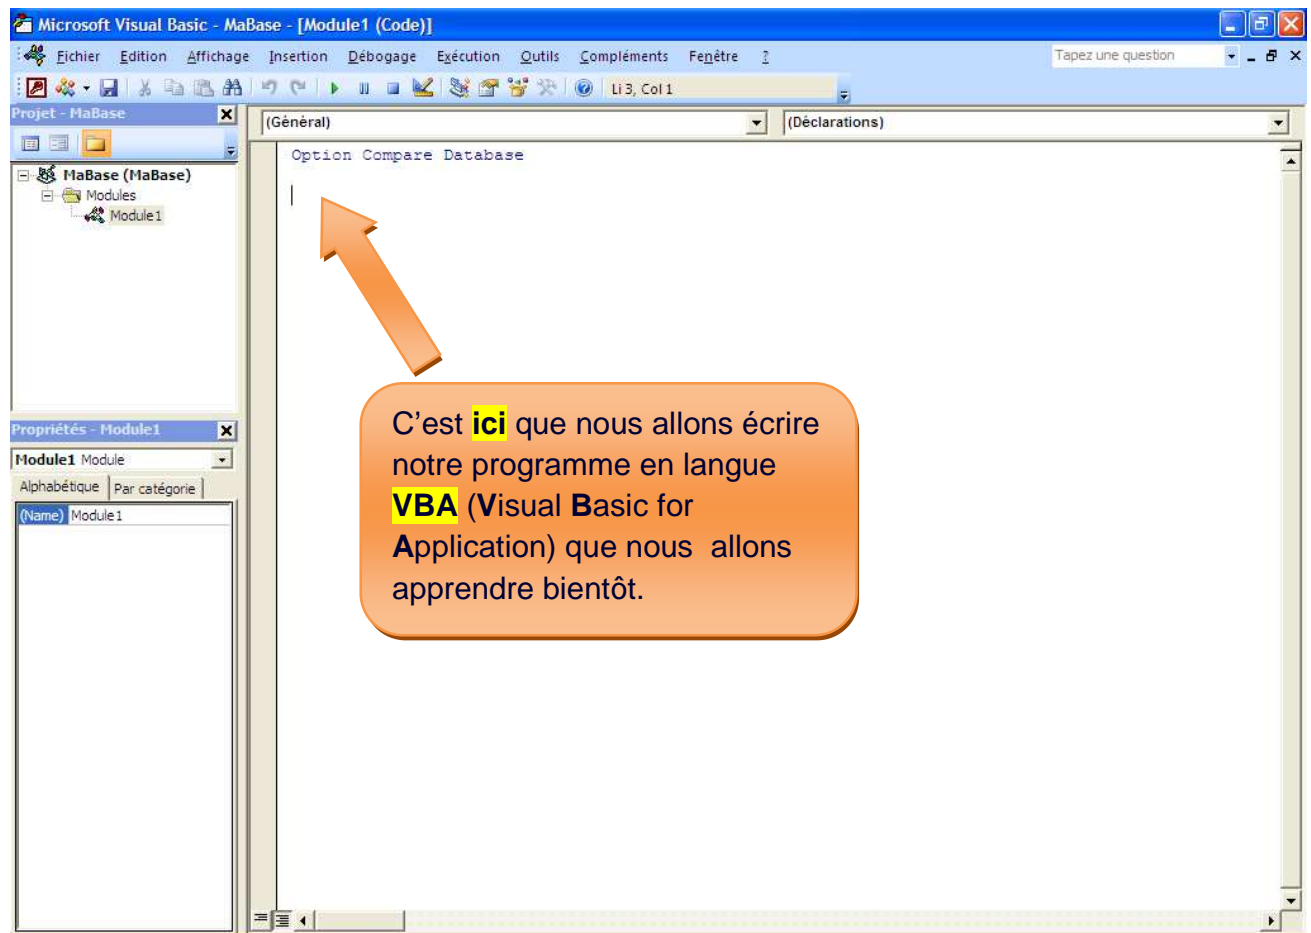 Microsoft Visual Basic - MaBase - [Module1 (Code)]
Fichier Edition Affichage Insertion Débogage Exécution Outils Compléments Fenêtre ?
Tapez une question
Li 3, Col 1
Projet - MaBase
(Général)
(Déclarations)
Option Compare Database
MaBase (MaBase)
Modules
Module1
C’est ici que nous allons écrire
notre programme en langue
VBA (Visual Basic for
Application) que nous allons
apprendre bientôt.
Propriétés - Module1
Module1 Module
Alphabétique Par catégorie
(Name) Module1